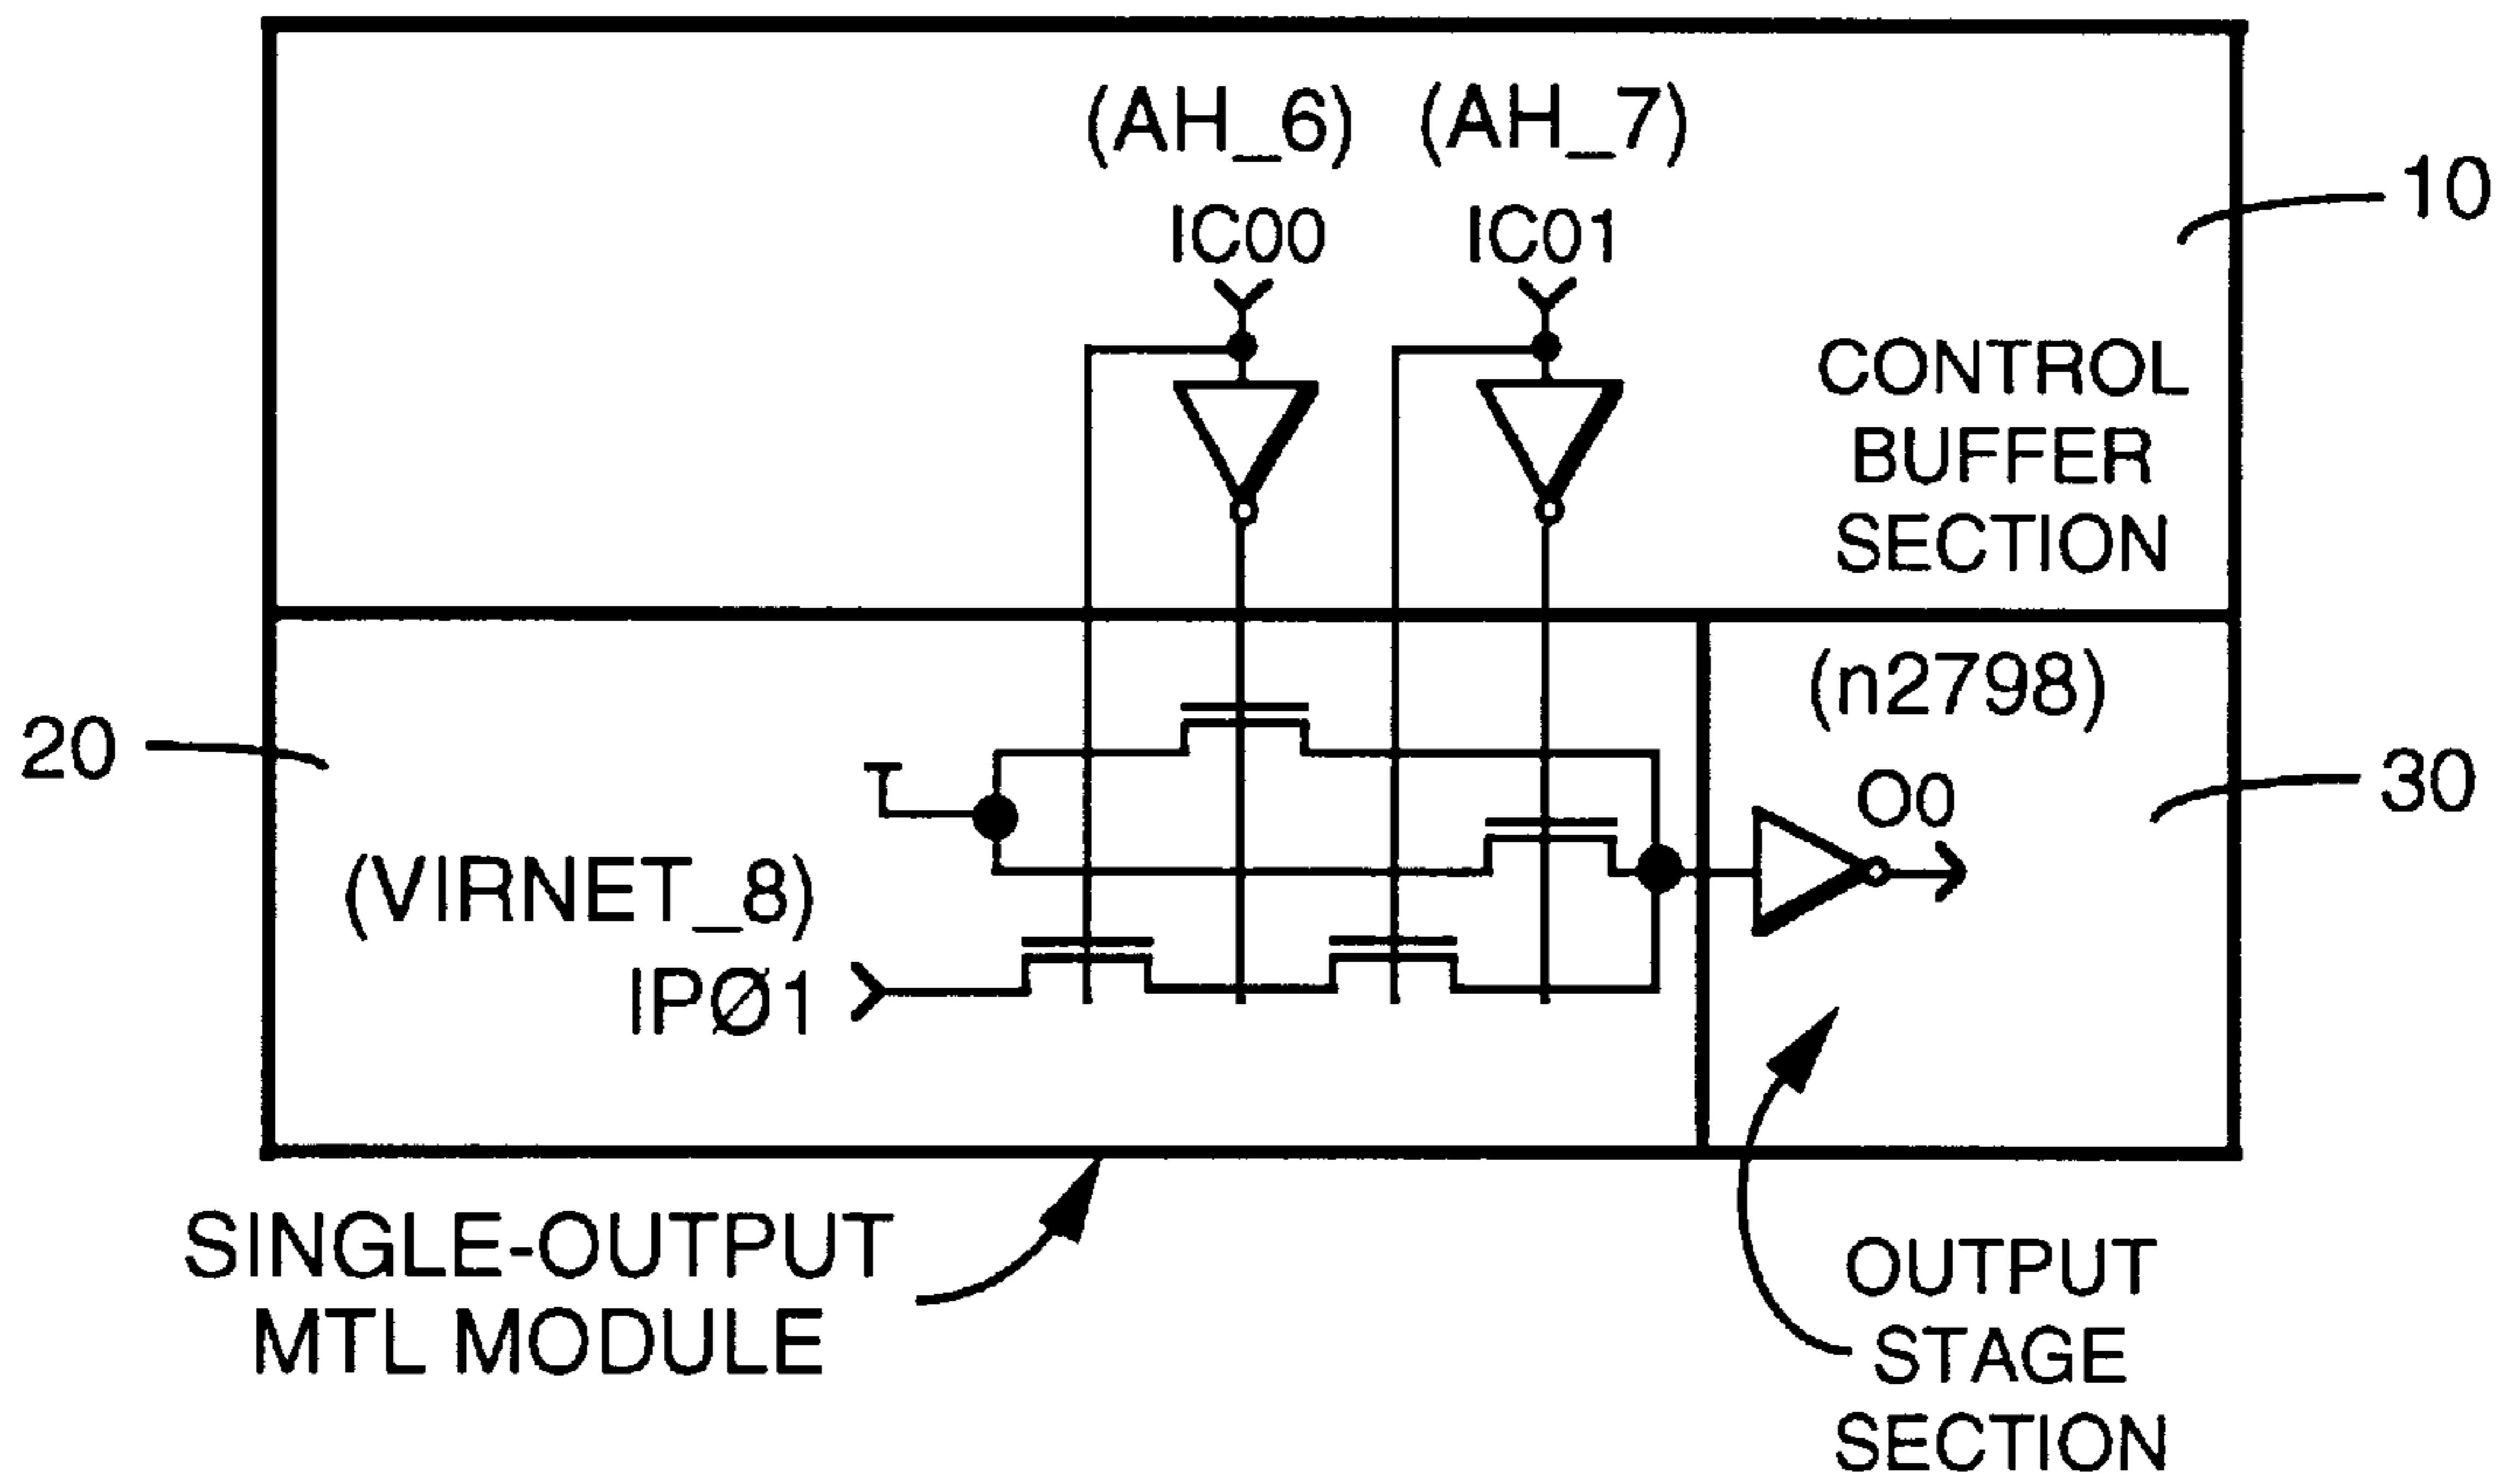 (AH_6) (AH_7)
IC00 IC01
10
CONTROL
BUFFER
SECTION
(n2798)
20
O0
30
(VIRNET_8)
IPØ1
SINGLE-OUTPUT
MTL MODULE
OUTPUT
STAGE
SECTION